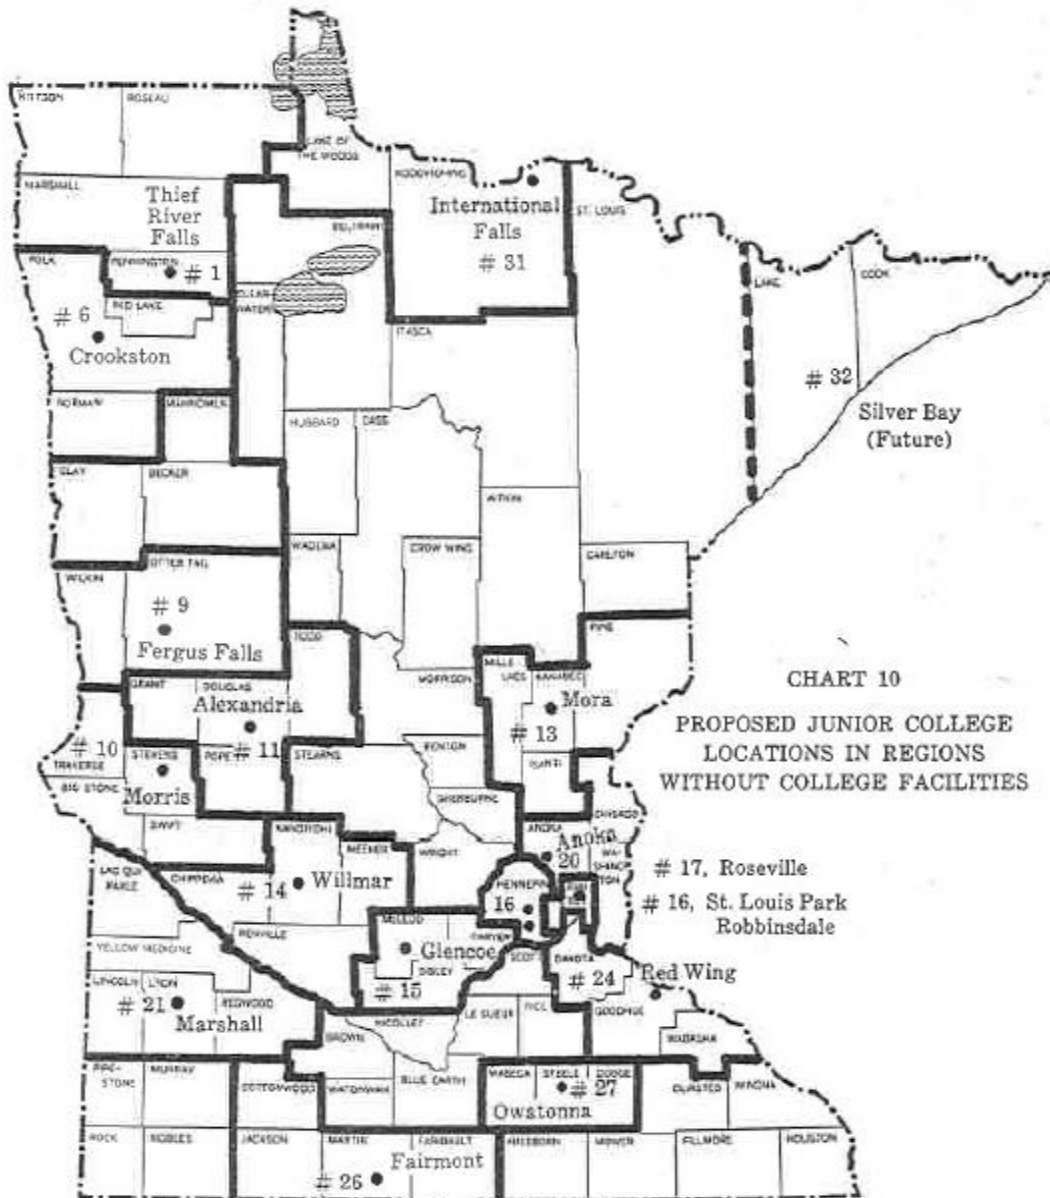 KITTSON
ROSEAU
LAKE OF
THE WOODS
KOOCHICHING
MARSHALL
Thief
River
Falls
International
Falls
# 31
ST. LOUIS
BELTRAMI
POLK
PENNINGTON
# 1
LAKE
COOK
CLEAR
WATER
RED LAKE
# 6
Crookston
ITASCA
# 32
Silver Bay
(Future)
NORMAN
MAHNOMEN
HUBBARD
CASS
CLAY
BECKER
AITKIN
WADENA
CROW WING
CARLTON
WILKIN
OTTER TAIL
# 9
Fergus Falls
TODD
PINE
MILLE
LACS
KANABEC
MORRISON
Mora
# 13
CHART 10
PROPOSED JUNIOR COLLEGE
LOCATIONS IN REGIONS
WITHOUT COLLEGE FACILITIES
GRANT
DOUGLAS
Alexandria
# 10
TRAVERSE
STEVENS
POPE
# 11
STEARNS
BENTON
ISANTI
BIG STONE
Morris
SHERBURNE
CHISAGO
SWIFT
KANDIYOHI
MEEKER
WRIGHT
ANOKA
Anoka
20
WA-
SHINGTON
# 17, Roseville
# 16, St. Louis Park
Robbinsdale
LAC QUI
PARLE
CHIPPEWA
# 14
Willmar
HENNEPIN
16
RENVILLE
McLEOD
Glencoe
CARVER
SCOTT
DAKOTA
# 24
Red Wing
YELLOW MEDICINE
# 15
SIBLEY
LINCOLN
LYON
REDWOOD
# 21
Marshall
NICOLLET
LE SUEUR
RICE
GOODHUE
BROWN
WABASHA
PIPE-
STONE
MURRAY
COTTONWOOD
WATONWAN
BLUE EARTH
WASECA
STEELE
DODGE
# 27
Owatonna
OLMSTED
WINONA
ROCK
NOBLES
JACKSON
MARTIN
FARIBAULT
FREEBORN
MOWER
FILLMORE
HOUSTON
Fairmont
# 26